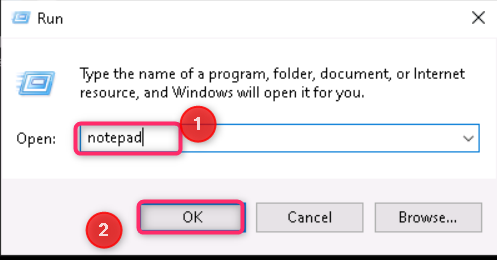 Run
Type the name of a program, folder, document, or Internet
resource, and Windows will open it for you.
1
Open: notepad
2 OK Cancel Browse...